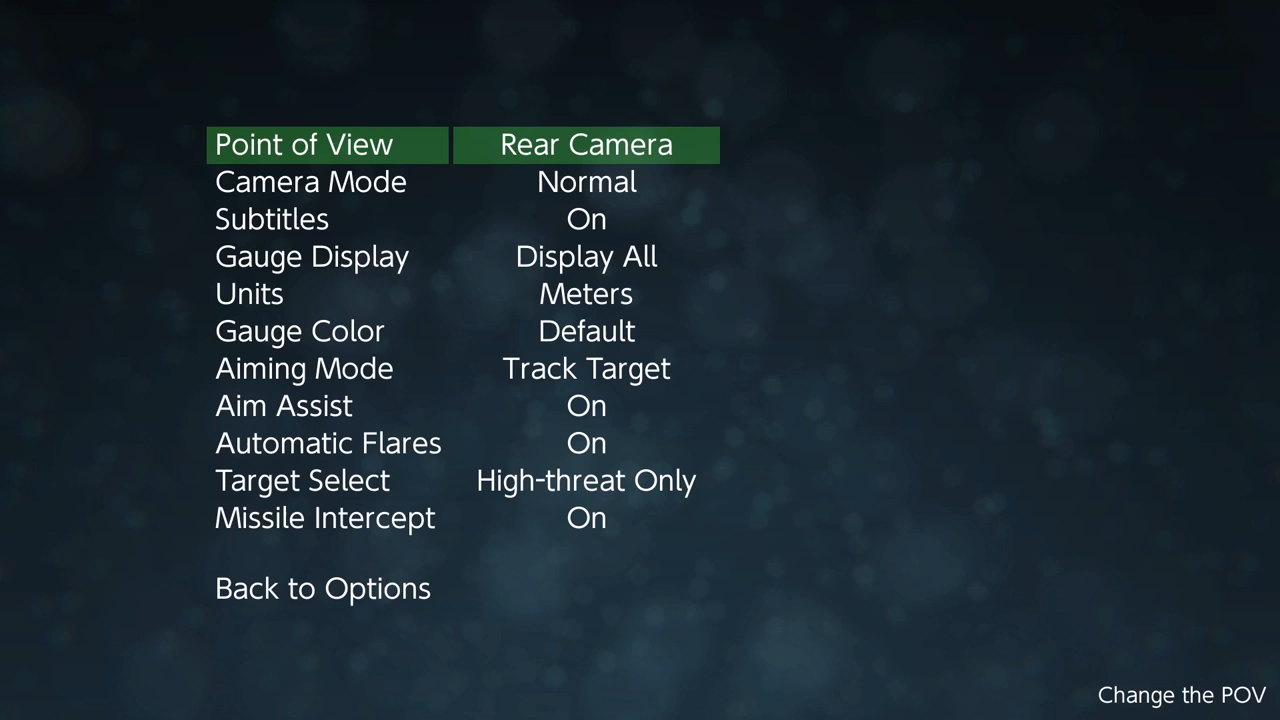 Point of View Rear Camera
Camera Mode Normal
Subtitles On
Gauge Display Display All
Units Meters
Gauge Color Default
Aiming Mode Track Target
Aim Assist On
Automatic Flares On
Target Select High-threat Only
Missile Intercept On
Back to Options
Change the POV